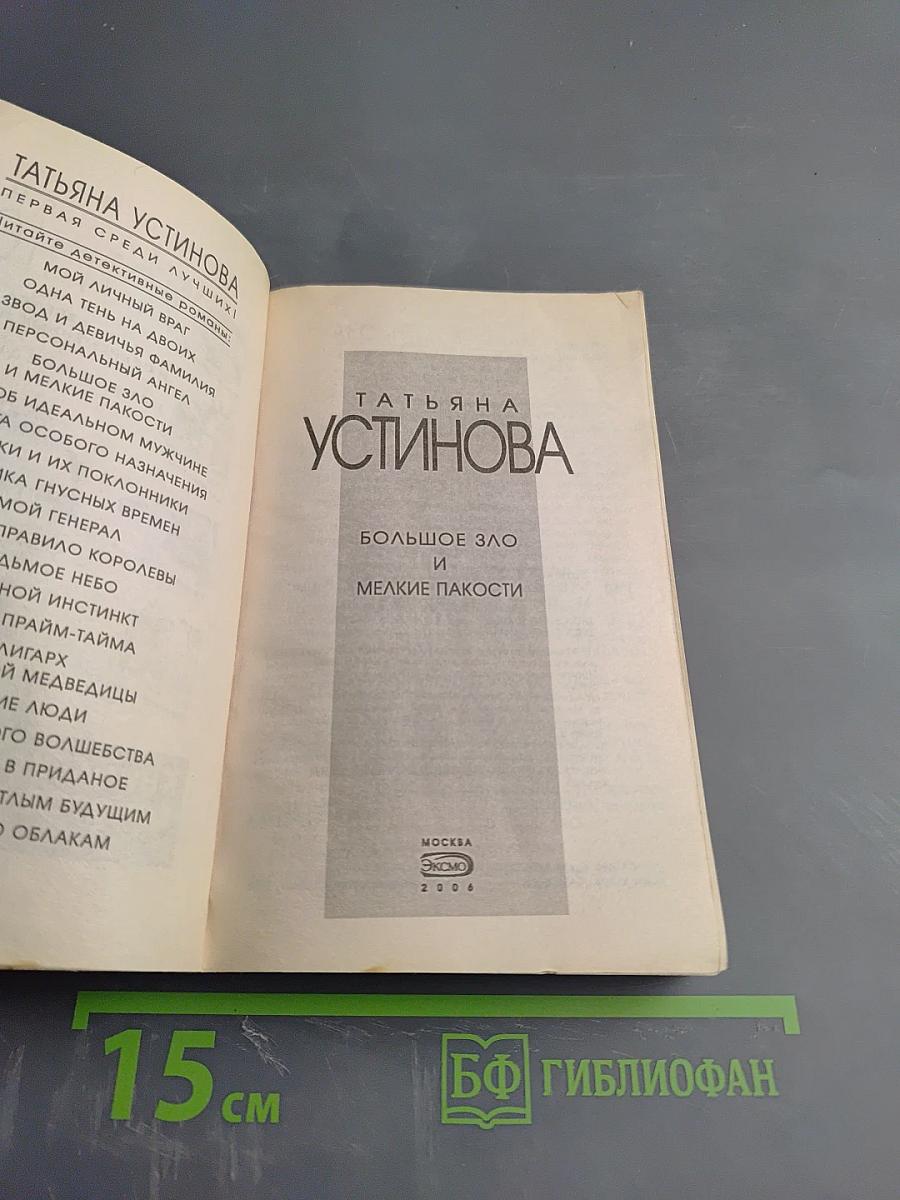 ТАТЬЯНА УСТИНОВА
ПЕРВАЯ СРЕДИ ЛУЧШИХ!
Читайте детективные романы:
МОЙ ЛИЧНЫЙ ВРАГ
ОДНА ТЕНЬ НА ДВОИХ
ЗВОД И ДЕВИЧЬЯ ФАМИЛИЯ
ПЕРСОНАЛЬНЫЙ АНГЕЛ
БОЛЬШОЕ ЗЛО
И МЕЛКИЕ ПАКОСТИ
ОБ ИДЕАЛЬНОМ МУЖЧИНЕ
ТА ОСОБОГО НАЗНАЧЕНИЯ
КИ И ИХ ПОКЛОННИКИ
ИКА ГНУСНЫХ ВРЕМЕН
МОЙ ГЕНЕРАЛ
ПРАВИЛО КОРОЛЕВЫ
ДЬМОЕ НЕБО
НОЙ ИНСТИНКТ
ПРАЙМ-ТАЙМА
ЛИГАРХ
ОЙ МЕДВЕДИЦЫ
ИЕ ЛЮДИ
ОГО ВОЛШЕБСТВА
В ПРИДАНОЕ
ТЛЫМ БУДУЩИМ
О ОБЛАКАМ
ТАТЬЯНА
УСТИНОВА
БОЛЬШОЕ ЗЛО
И
МЕЛКИЕ ПАКОСТИ
МОСКВА
ЭКСМО
2006
15 см
БФ ГИБЛИОФАН